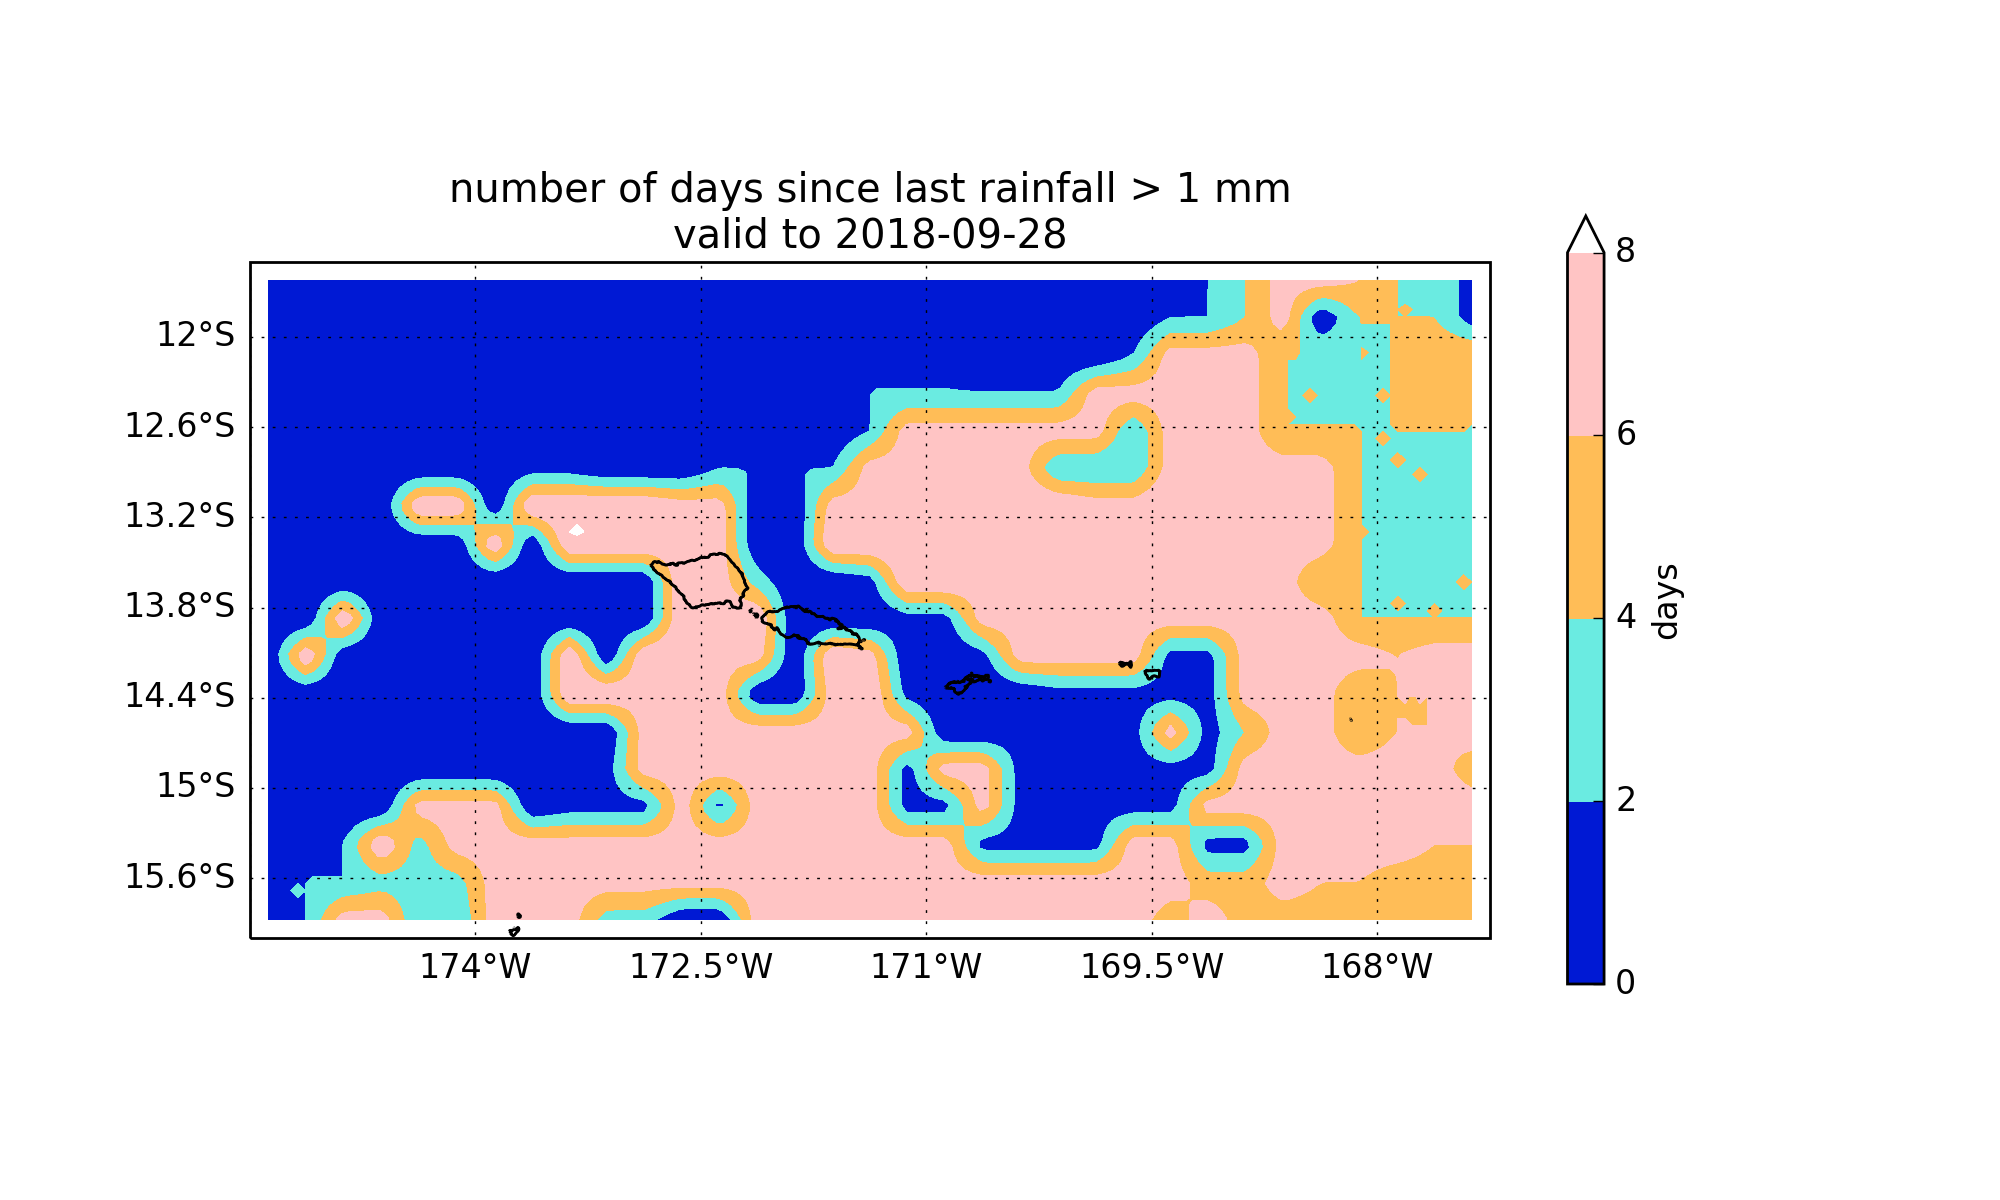 number of days since last rainfall > 1 mm
valid to 2018-09-28
12°S
12.6°S
13.2°S
13.8°S
14.4°S
15°S
15.6°S
174°W 172.5°W 171°W 169.5°W 168°W
8
6
4
2
0
days